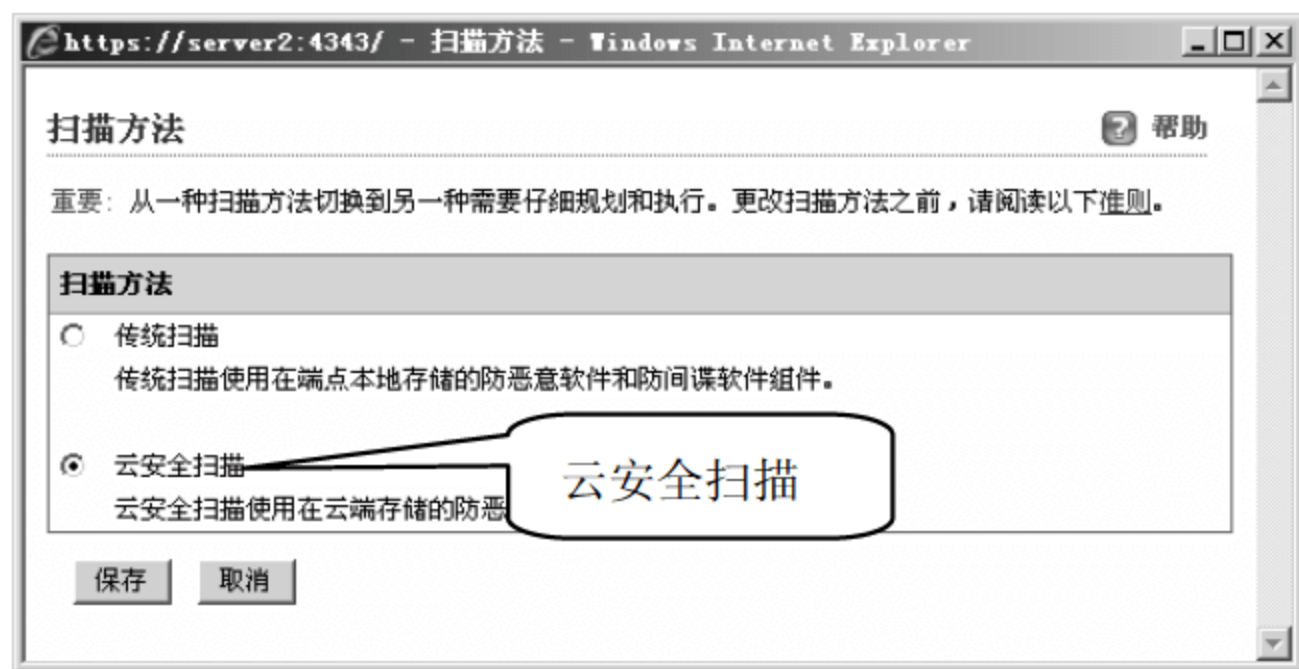 https://server2:4343/ - 扫描方法 - Windows Internet Explorer
扫描方法
帮助
重要: 从一种扫描方法切换到另一种需要仔细规划和执行。更改扫描方法之前，请阅读以下准则。
扫描方法
传统扫描
传统扫描使用在端点本地存储的防恶意软件和防间谍软件组件。
云安全扫描
云安全扫描
云安全扫描使用在云端存储的防恶
保存 取消